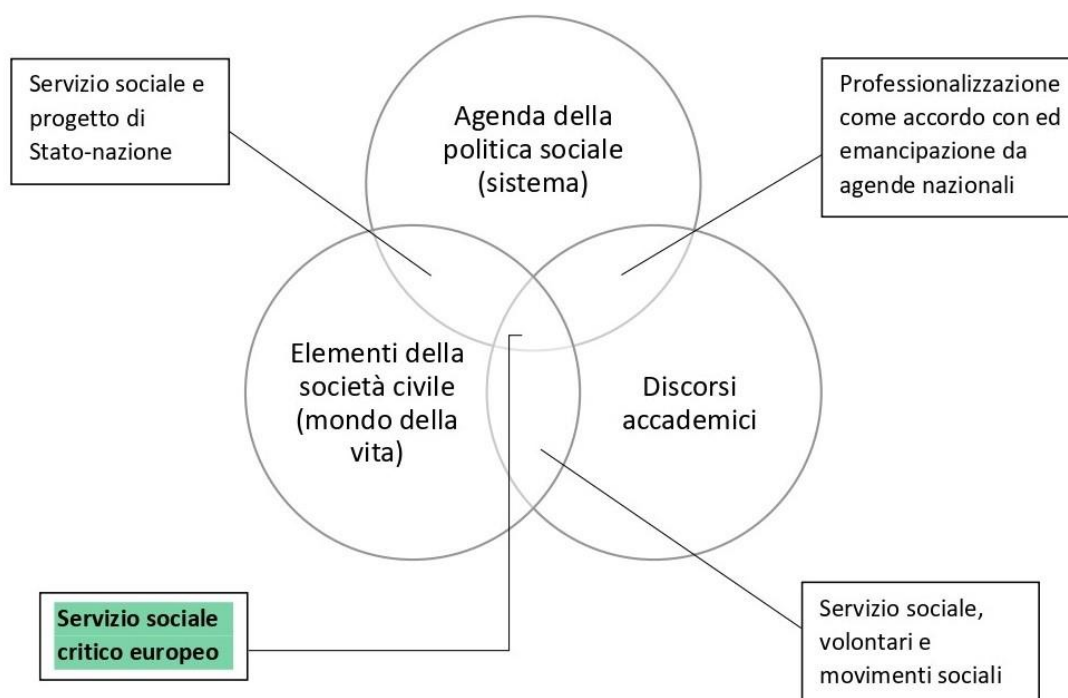 Servizio sociale e
progetto di
Stato-nazione
Agenda della
politica sociale
(sistema)
Professionalizzazione
come accordo con ed
emancipazione da
agende nazionali
Elementi della
società civile
(mondo della
vita)
Discorsi
accademici
Servizio sociale
critico europeo
Servizio sociale,
volontari e
movimenti sociali